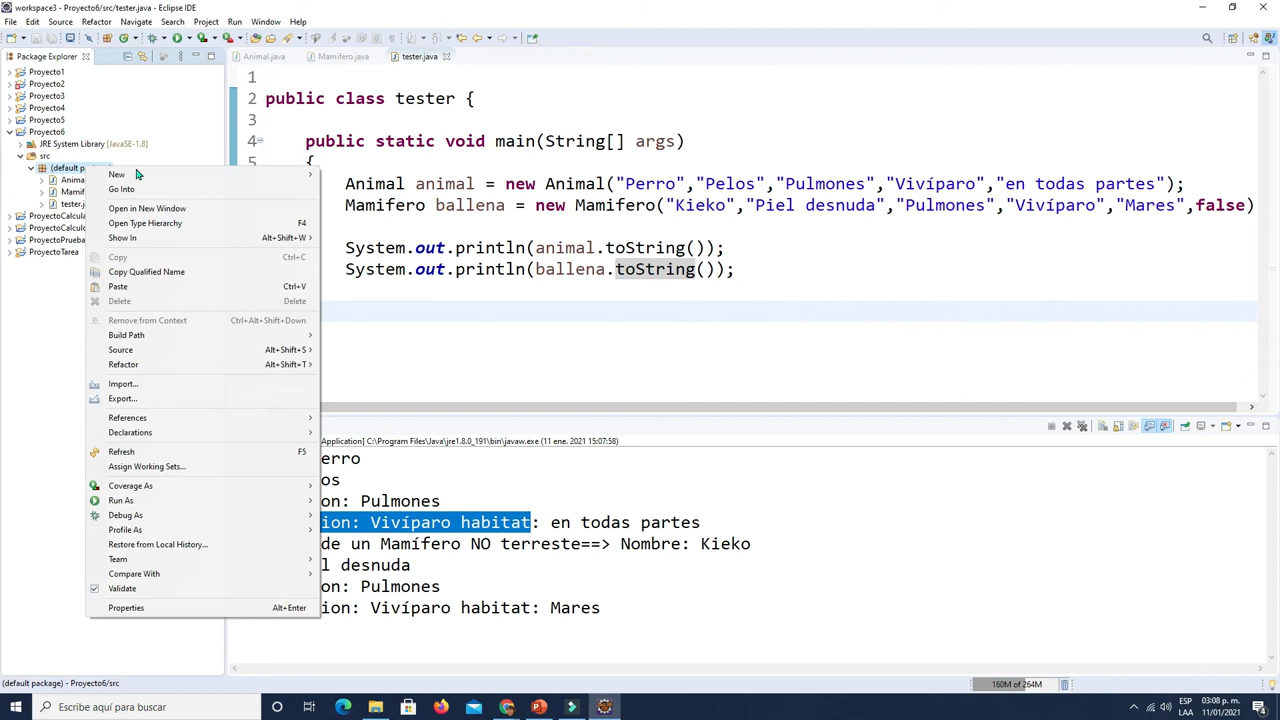 workspace3 - Proyecto6/src/tester.java - Eclipse IDE
File Edit Source Refactor Navigate Search Project Run Window Help
Package Explorer
Animal.java Mamifero.java tester.java
Proyecto1
Proyecto2
Proyecto3
Proyecto4
Proyecto5
Proyecto6
JRE System Library [JavaSE-1.8]
src
(default p
Anima
Mamif
tester.j
ProyectoCalcula
ProyectoCalcu
ProyectoPrueba
ProyectoTarea
New
Go Into
Open in New Window
Open Type Hierarchy F4
Show In Alt+Shift+W
Copy Ctrl+C
Copy Qualified Name
Paste Ctrl+V
Delete Delete
Remove from Context Ctrl+Alt+Shift+Down
Build Path
Source Alt+Shift+S
Refactor Alt+Shift+T
Import...
Export...
References
Declarations
Refresh F5
Assign Working Sets...
Coverage As
Run As
Debug As
Profile As
Restore from Local History...
Team
Compare With
Validate
Properties Alt+Enter
1
2 public class tester {
3
4 public static void main(String[] args)
5 {
Animal animal = new Animal("Perro","Pelos","Pulmones","Vivíparo","en todas partes");
Mamifero ballena = new Mamifero("Kieko","Piel desnuda","Pulmones","Vivíparo","Mares",false)
System.out.println(animal.toString());
System.out.println(ballena.toString());
Application] C:\Program Files\Java\jre1.8.0_191\bin\javaw.exe (11 ene. 2021 15:07:58)
erro
os
on: Pulmones
ion: Vivíparo habitat: en todas partes
de un Mamífero NO terreste==> Nombre: Kieko
l desnuda
on: Pulmones
ion: Vivíparo habitat: Mares
(default package) - Proyecto6/src
160M of 264M
Escribe aquí para buscar
ESP
LAA
03:08 p. m.
11/01/2021